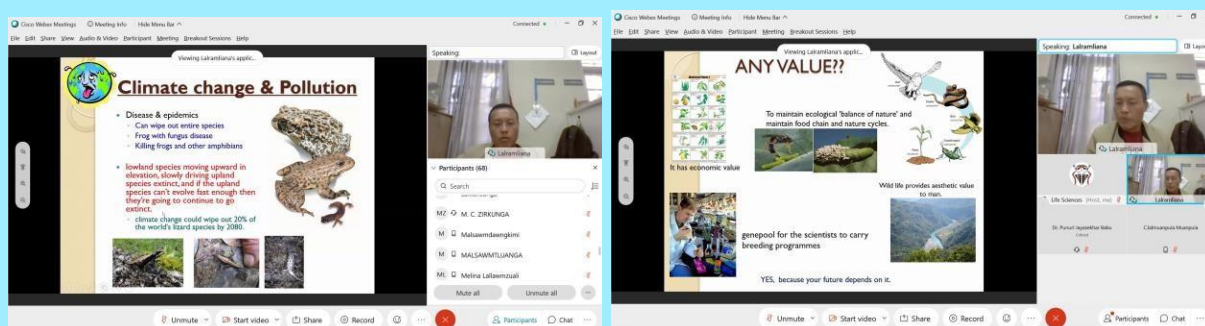 Cisco Webex Meetings
Meeting Info
Hide Menu Bar
Connected
File Edit Share View Audio & Video Participant Meeting Breakout Sessions Help
Viewing Lalramliana's applic...
Speaking:
Layout
Climate change & Pollution
Disease & epidemics
Can wipe out entire species
Frog with fungus disease
Killing frogs and other amphibians
lowland species moving upward in
elevation, slowly driving upland
species extinct, and if the upland
species can't evolve fast enough then
they're going to continue to go
extinct.
climate change could wipe out 20% of
the world's lizard species by 2080.
Lalramliana
Participants (60)
Search
MZ M. C. ZIRKUNGA
M Malsawmdawngkimi
M MALSAWMTLUANGA
ML Melina Lallawmzuali
Mute all
Unmute all
Unmute
Start video
Share
Record
Participants
Chat
Cisco Webex Meetings
Meeting Info
Hide Menu Bar
Connected
File Edit Share View Audio & Video Participant Meeting Breakout Sessions Help
Viewing Lalramliana's applic...
Speaking: Lalramliana
ANY VALUE??
To maintain ecological 'balance of nature' and
maintain food chain and nature cycles.
It has economic value
Wild life provides aesthetic value
to man.
genepool for the scientists to carry
breeding programmes
YES, because your future depends on it.
Lalramliana
Life Sciences (Host, me)
Lalramliana
Unmute
Start video
Share
Record
Participants
Chat